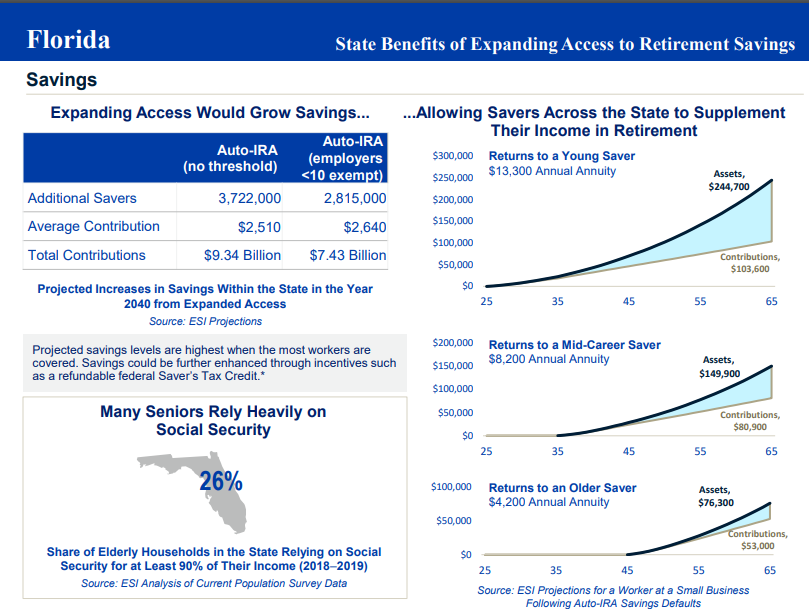 Florida
State Benefits of Expanding Access to Retirement Savings
Savings
Expanding Access Would Grow Savings...
Auto-IRA
(no threshold)
Auto-IRA
(employers
<10 exempt)
Additional Savers 3,722,000 2,815,000
Average Contribution $2,510 $2,640
Total Contributions $9.34 Billion $7.43 Billion
Projected Increases in Savings Within the State in the Year
2040 from Expanded Access
Source: ESI Projections
Projected savings levels are highest when the most workers are
covered. Savings could be further enhanced through incentives such
as a refundable federal Saver's Tax Credit.*
Many Seniors Rely Heavily on
Social Security
26%
Share of Elderly Households in the State Relying on Social
Security for at Least 90% of Their Income (2018–2019)
Source: ESI Analysis of Current Population Survey Data
...Allowing Savers Across the State to Supplement
Their Income in Retirement
Returns to a Young Saver
$13,300 Annual Annuity
$300,000
$250,000
$200,000
$150,000
$100,000
$50,000
$0
Assets,
$244,700
Contributions,
$103,600
25 35 45 55 65
Returns to a Mid-Career Saver
$8,200 Annual Annuity
$200,000
$150,000
$100,000
$50,000
$0
Assets,
$149,900
Contributions,
$80,900
25 35 45 55 65
Returns to an Older Saver
$4,200 Annual Annuity
$100,000
$50,000
$0
Assets,
$76,300
Contributions,
$53,000
25 35 45 55 65
Source: ESI Projections for a Worker at a Small Business
Following Auto-IRA Savings Defaults